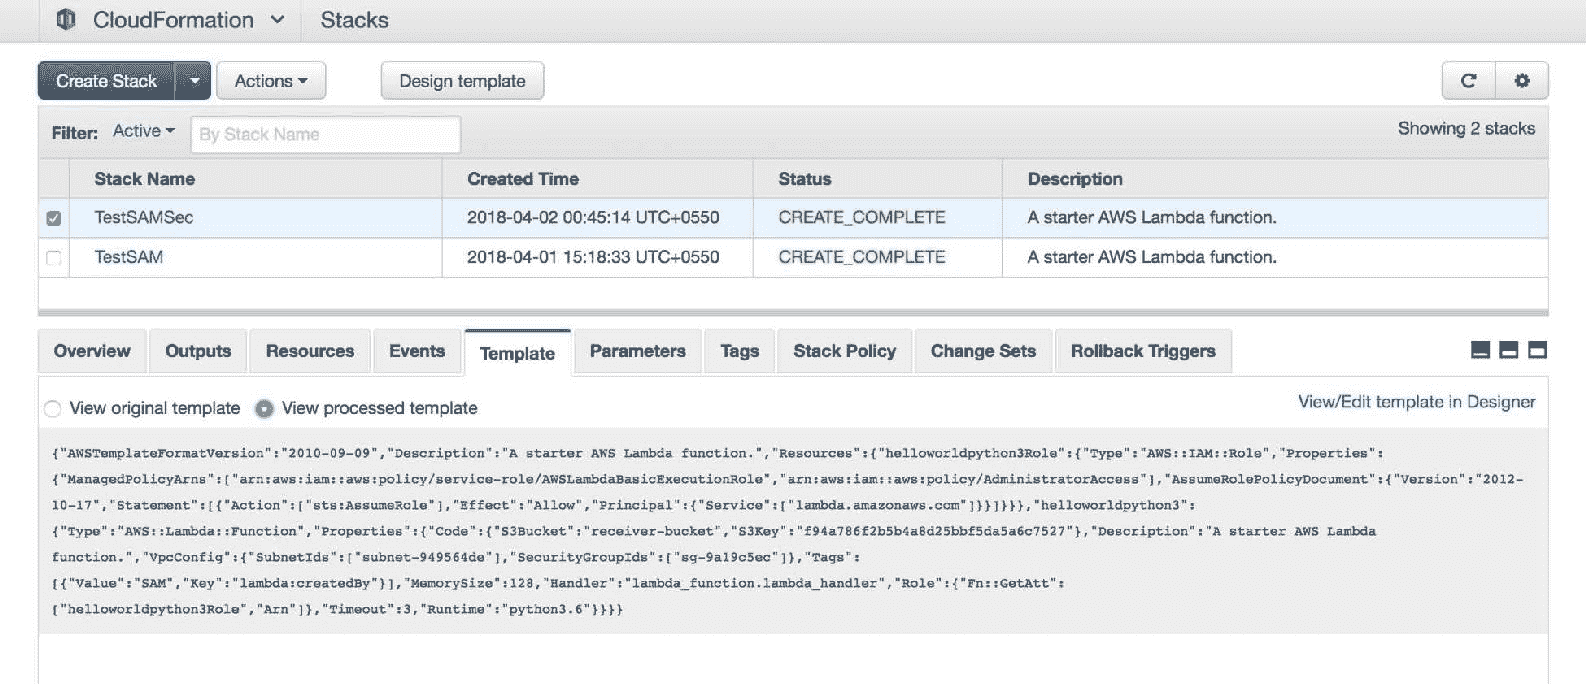 CloudFormation Stacks
Create Stack Actions Design template
Filter: Active By Stack Name Showing 2 stacks
Stack Name Created Time Status Description
TestSAMSec 2018-04-02 00:45:14 UTC+0550 CREATE_COMPLETE A starter AWS Lambda function.
TestSAM 2018-04-01 15:18:33 UTC+0550 CREATE_COMPLETE A starter AWS Lambda function.
Overview Outputs Resources Events Template Parameters Tags Stack Policy Change Sets Rollback Triggers
View original template View processed template View/Edit template in Designer
{"AWSTemplateFormatVersion":"2010-09-09","Description":"A starter AWS Lambda function.","Resources":{"helloworldpython3Role":{"Type":"AWS::IAM::Role","Properties":
{"ManagedPolicyArns":["arn:aws:iam::aws:policy/service-role/AWSLambdaBasicExecutionRole","arn:aws:iam::aws:policy/AdministratorAccess"],"AssumeRolePolicyDocument":{"Version":"2012-
10-17","Statement":[{"Action":["sts:AssumeRole"],"Effect":"Allow","Principal":{"Service":["lambda.amazonaws.com"]}}]}}},"helloworldpython3":
{"Type":"AWS::Lambda::Function","Properties":{"Code":{"S3Bucket":"receiver-bucket","S3Key":"f94a786f2b5b4a8d25bbf5da5a6c7527"},"Description":"A starter AWS Lambda
function.","VpcConfig":{"SubnetIds":["subnet-949564de"],"SecurityGroupIds":["sg-9a19c5ec"]},"Tags":
[{"Value":"SAM","Key":"lambda:createdBy"}],"MemorySize":128,"Handler":"lambda_function.lambda_handler","Role":{"Fn::GetAtt":
["helloworldpython3Role","Arn"]},"Timeout":3,"Runtime":"python3.6"}}}}